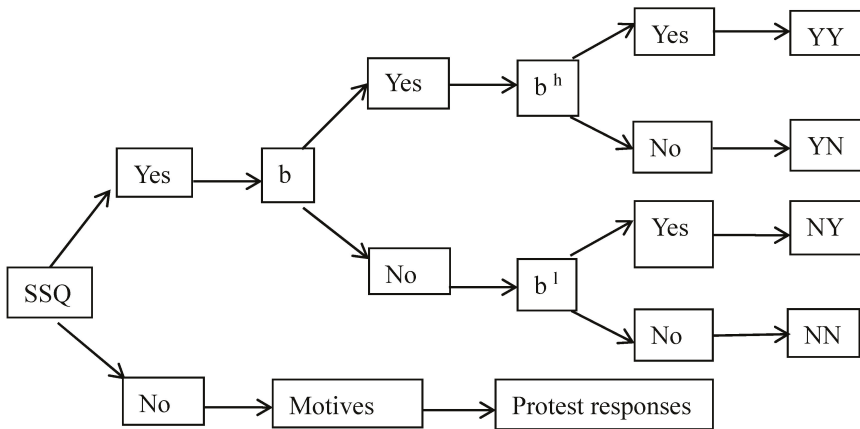 Yes
YY
Yes
b h
No
YN
Yes
b
Yes
NY
No
b l
SSQ
No
NN
No
Motives
Protest responses